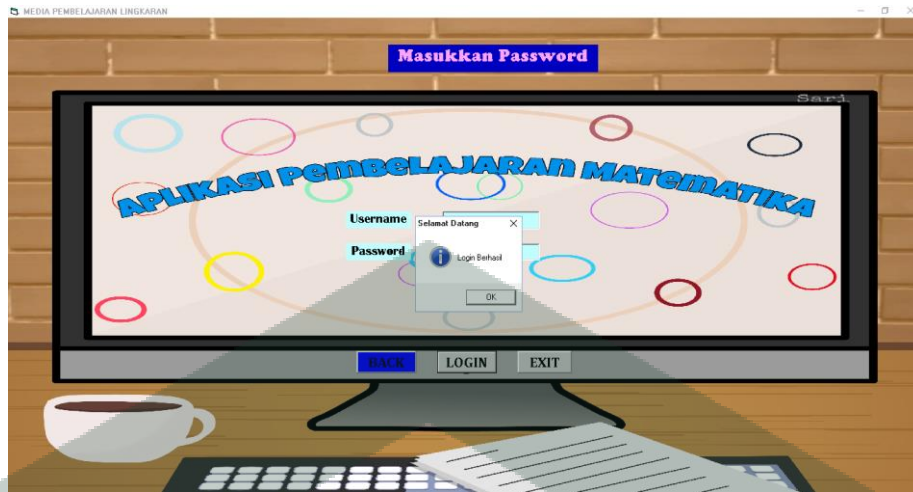 MEDIA PEMBELAJARAN LINGKARAN
Masukkan Password
Sari
APLIKASI PEMBELAJARAN MATEMATIKA
Username
Selamat Datang
Password
Login Berhasil
OK
BACK
LOGIN
EXIT